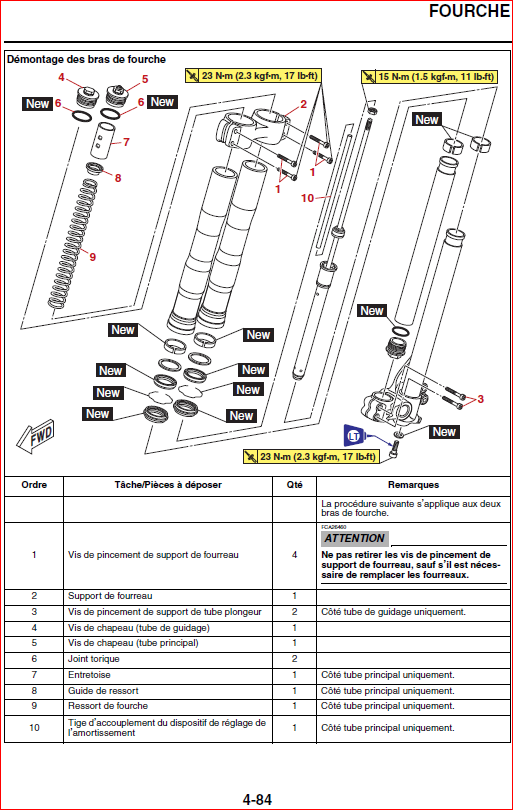 FOURCHE
Démontage des bras de fourche
4
5
23 N·m (2.3 kgf·m, 17 lb·ft)
15 N·m (1.5 kgf·m, 11 lb·ft)
New 6
6 New
2
New
7
1
8
1
10
9
New
New
New
New
New
New
New
New
New
3
New
FWD
LT
23 N·m (2.3 kgf·m, 17 lb·ft)
Ordre Tâche/Pièces à déposer Qté Remarques
La procédure suivante s'applique aux deux
bras de fourche.
FCA26460
ATTENTION
1 Vis de pincement de support de fourreau 4 Ne pas retirer les vis de pincement de
support de fourreau, sauf s'il est néces-
saire de remplacer les fourreaux.
2 Support de fourreau 1
3 Vis de pincement de support de tube plongeur 2 Côté tube de guidage uniquement.
4 Vis de chapeau (tube de guidage) 1
5 Vis de chapeau (tube principal) 1
6 Joint torique 2
7 Entretoise 1 Côté tube principal uniquement.
8 Guide de ressort 1 Côté tube principal uniquement.
9 Ressort de fourche 1 Côté tube principal uniquement.
10 Tige d'accouplement du dispositif de réglage de
l'amortissement 1 Côté tube principal uniquement.
4-84